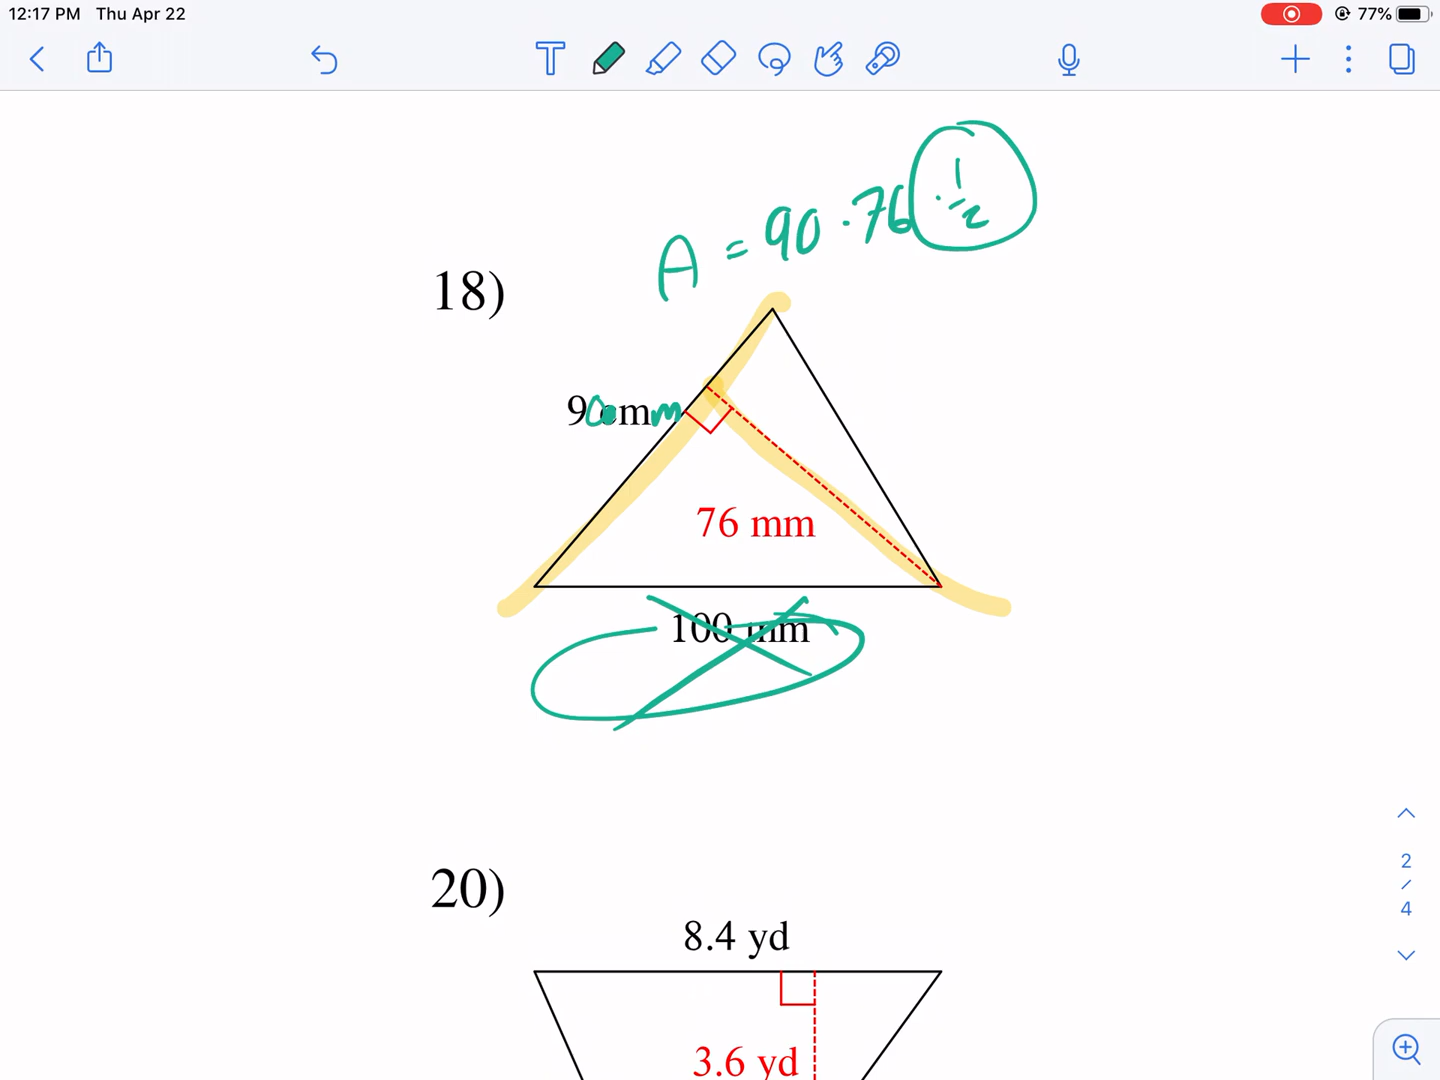 12:17 PM Thu Apr 22
77%
T
A = 90 · 76 · 1/2
18)
90 mm
76 mm
100 mm
20)
8.4 yd
3.6 yd
2
/
4